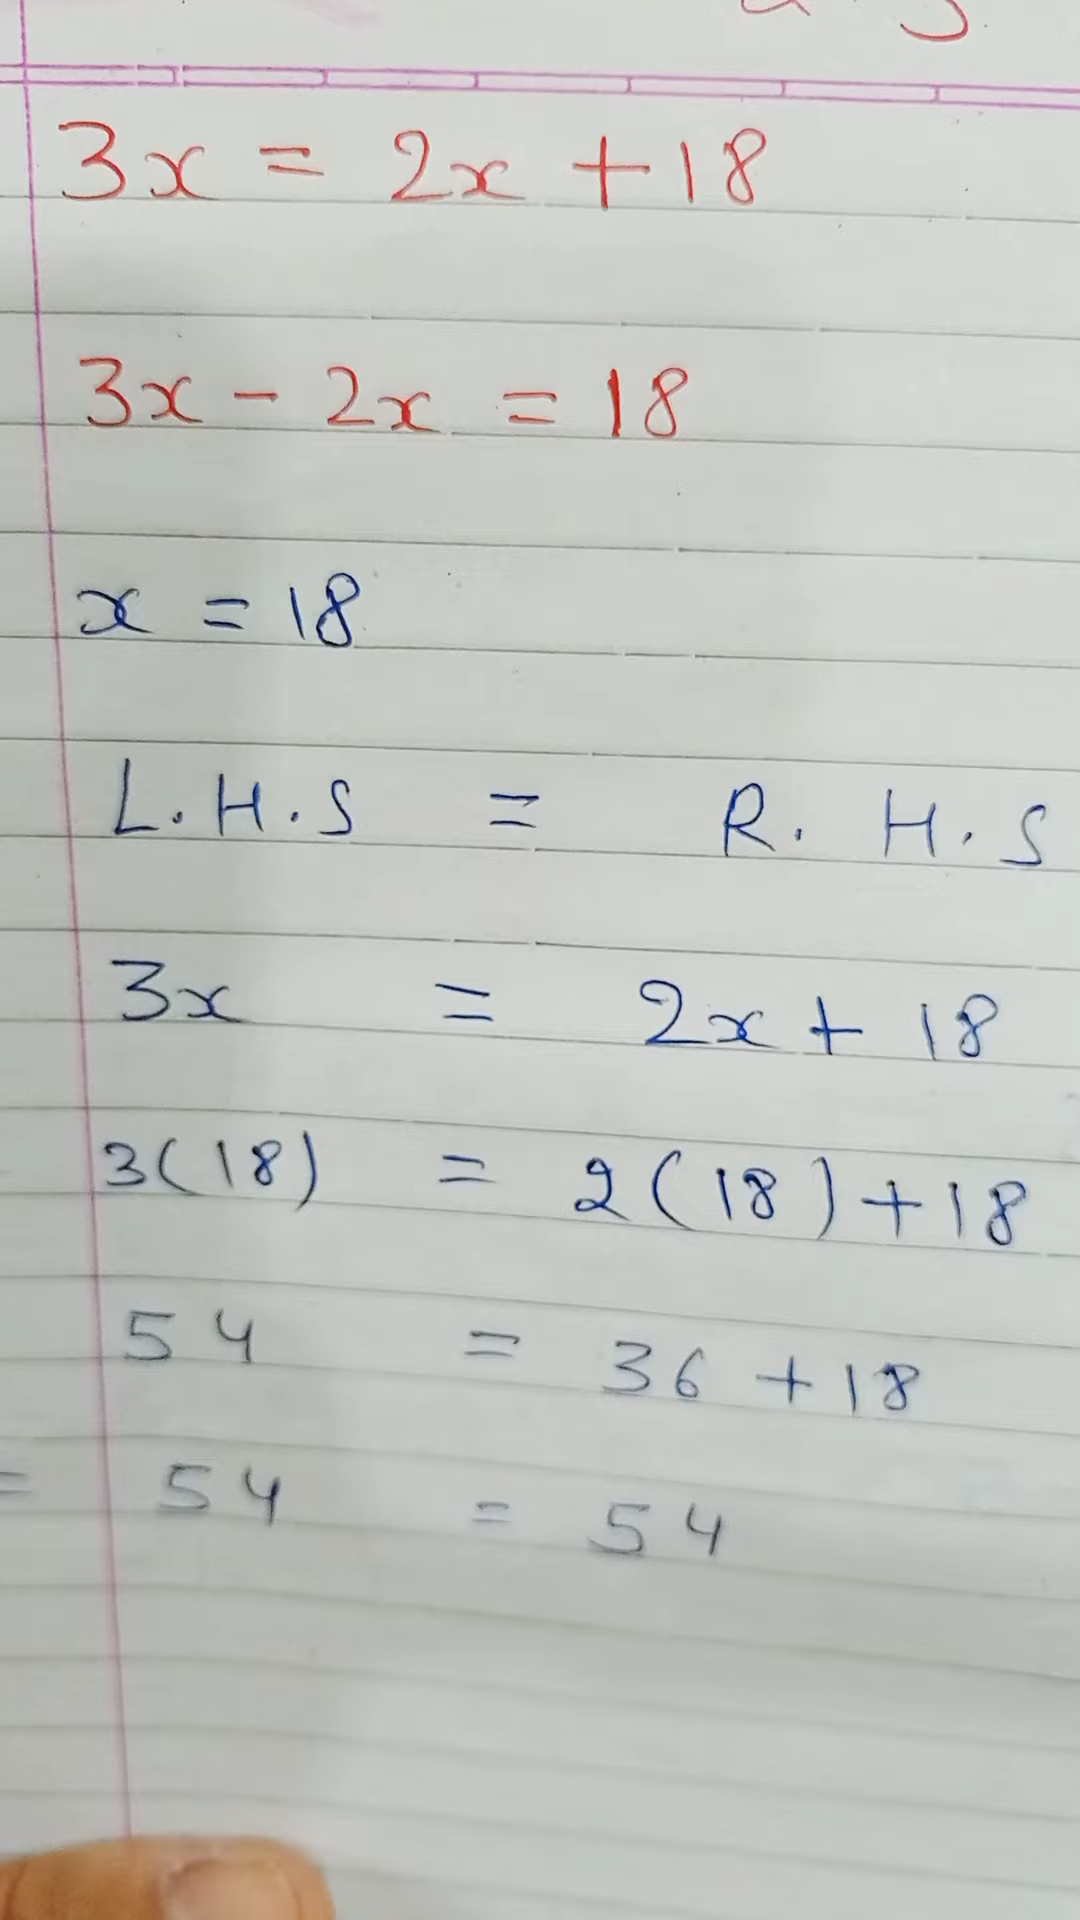 3x = 2x + 18
3x - 2x = 18
x = 18
L.H.S = R.H.S
3x = 2x + 18
3(18) = 2(18) + 18
54 = 36 + 18
= 54 = 54